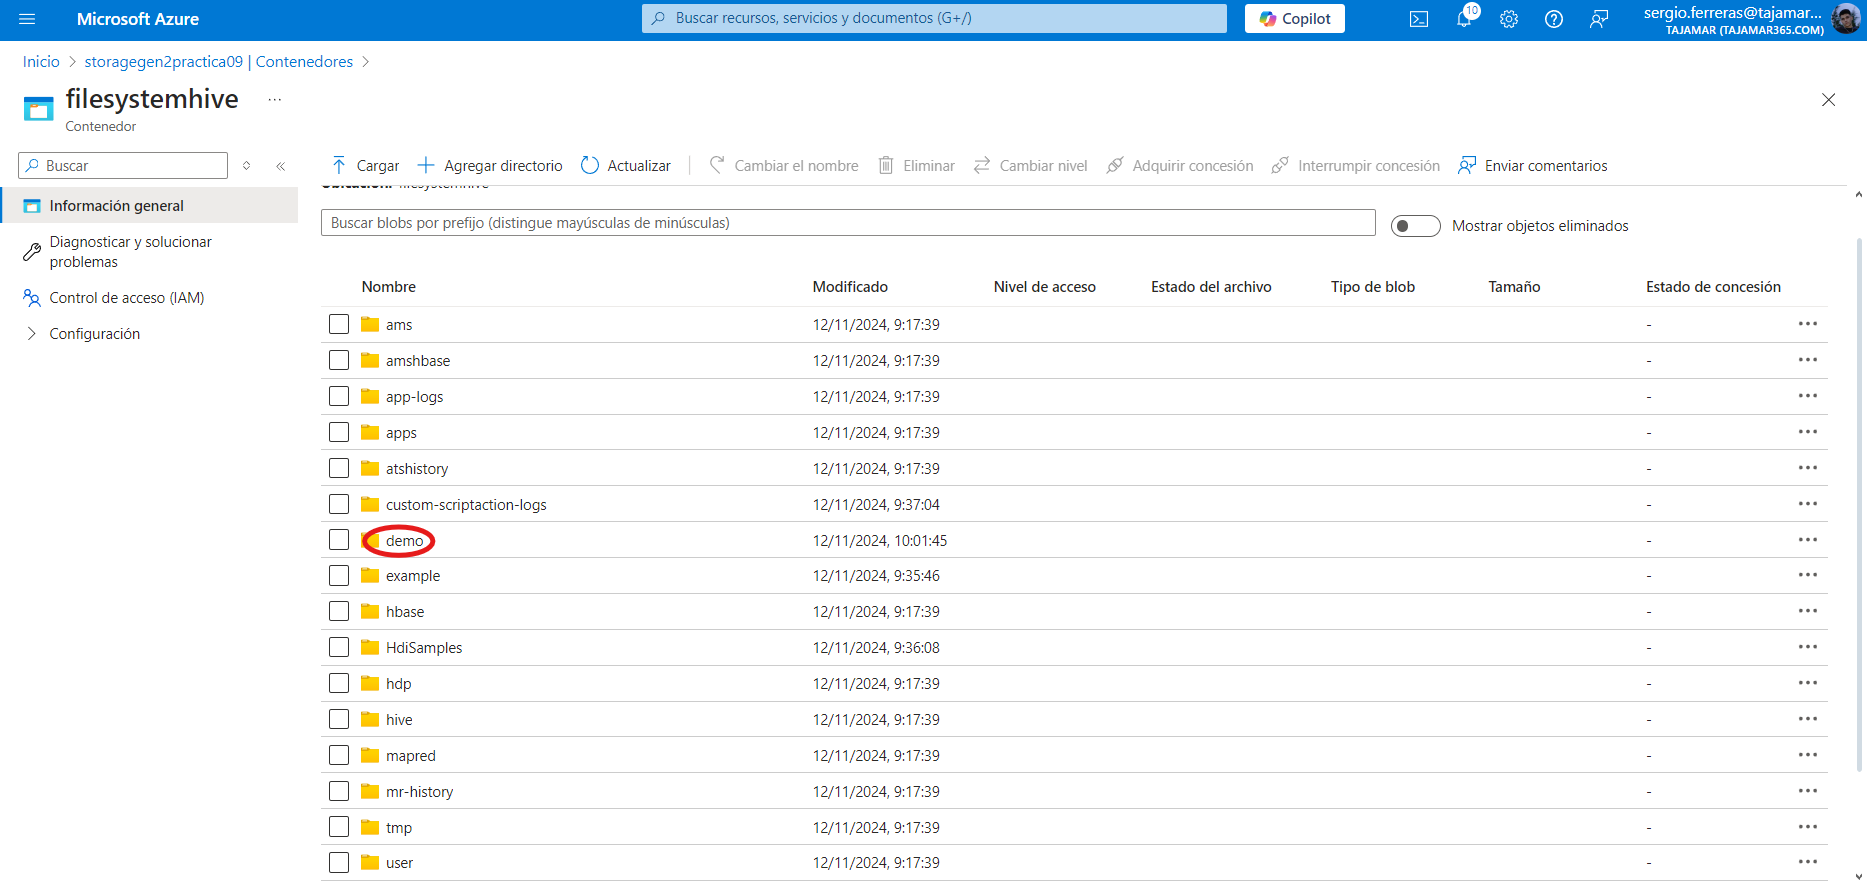 Microsoft Azure
Buscar recursos, servicios y documentos (G+/)
Copilot
10
sergio.ferreras@tajamar...
TAJAMAR (TAJAMAR365.COM)
Inicio > storagegen2practica09 | Contenedores >
filesystemhive ...
Contenedor
Buscar
Cargar Agregar directorio Actualizar Cambiar el nombre Eliminar Cambiar nivel Adquirir concesión Interrumpir concesión Enviar comentarios
Información general
Diagnosticar y solucionar problemas
Control de acceso (IAM)
Configuración
Ubicación: filesystemhive
Buscar blobs por prefijo (distingue mayúsculas de minúsculas)
Mostrar objetos eliminados
Nombre Modificado Nivel de acceso Estado del archivo Tipo de blob Tamaño Estado de concesión
ams 12/11/2024, 9:17:39 -
amshbase 12/11/2024, 9:17:39 -
app-logs 12/11/2024, 9:17:39 -
apps 12/11/2024, 9:17:39 -
atshistory 12/11/2024, 9:17:39 -
custom-scriptaction-logs 12/11/2024, 9:37:04 -
demo 12/11/2024, 10:01:45 -
example 12/11/2024, 9:35:46 -
hbase 12/11/2024, 9:17:39 -
HdiSamples 12/11/2024, 9:36:08 -
hdp 12/11/2024, 9:17:39 -
hive 12/11/2024, 9:17:39 -
mapred 12/11/2024, 9:17:39 -
mr-history 12/11/2024, 9:17:39 -
tmp 12/11/2024, 9:17:39 -
user 12/11/2024, 9:17:39 -